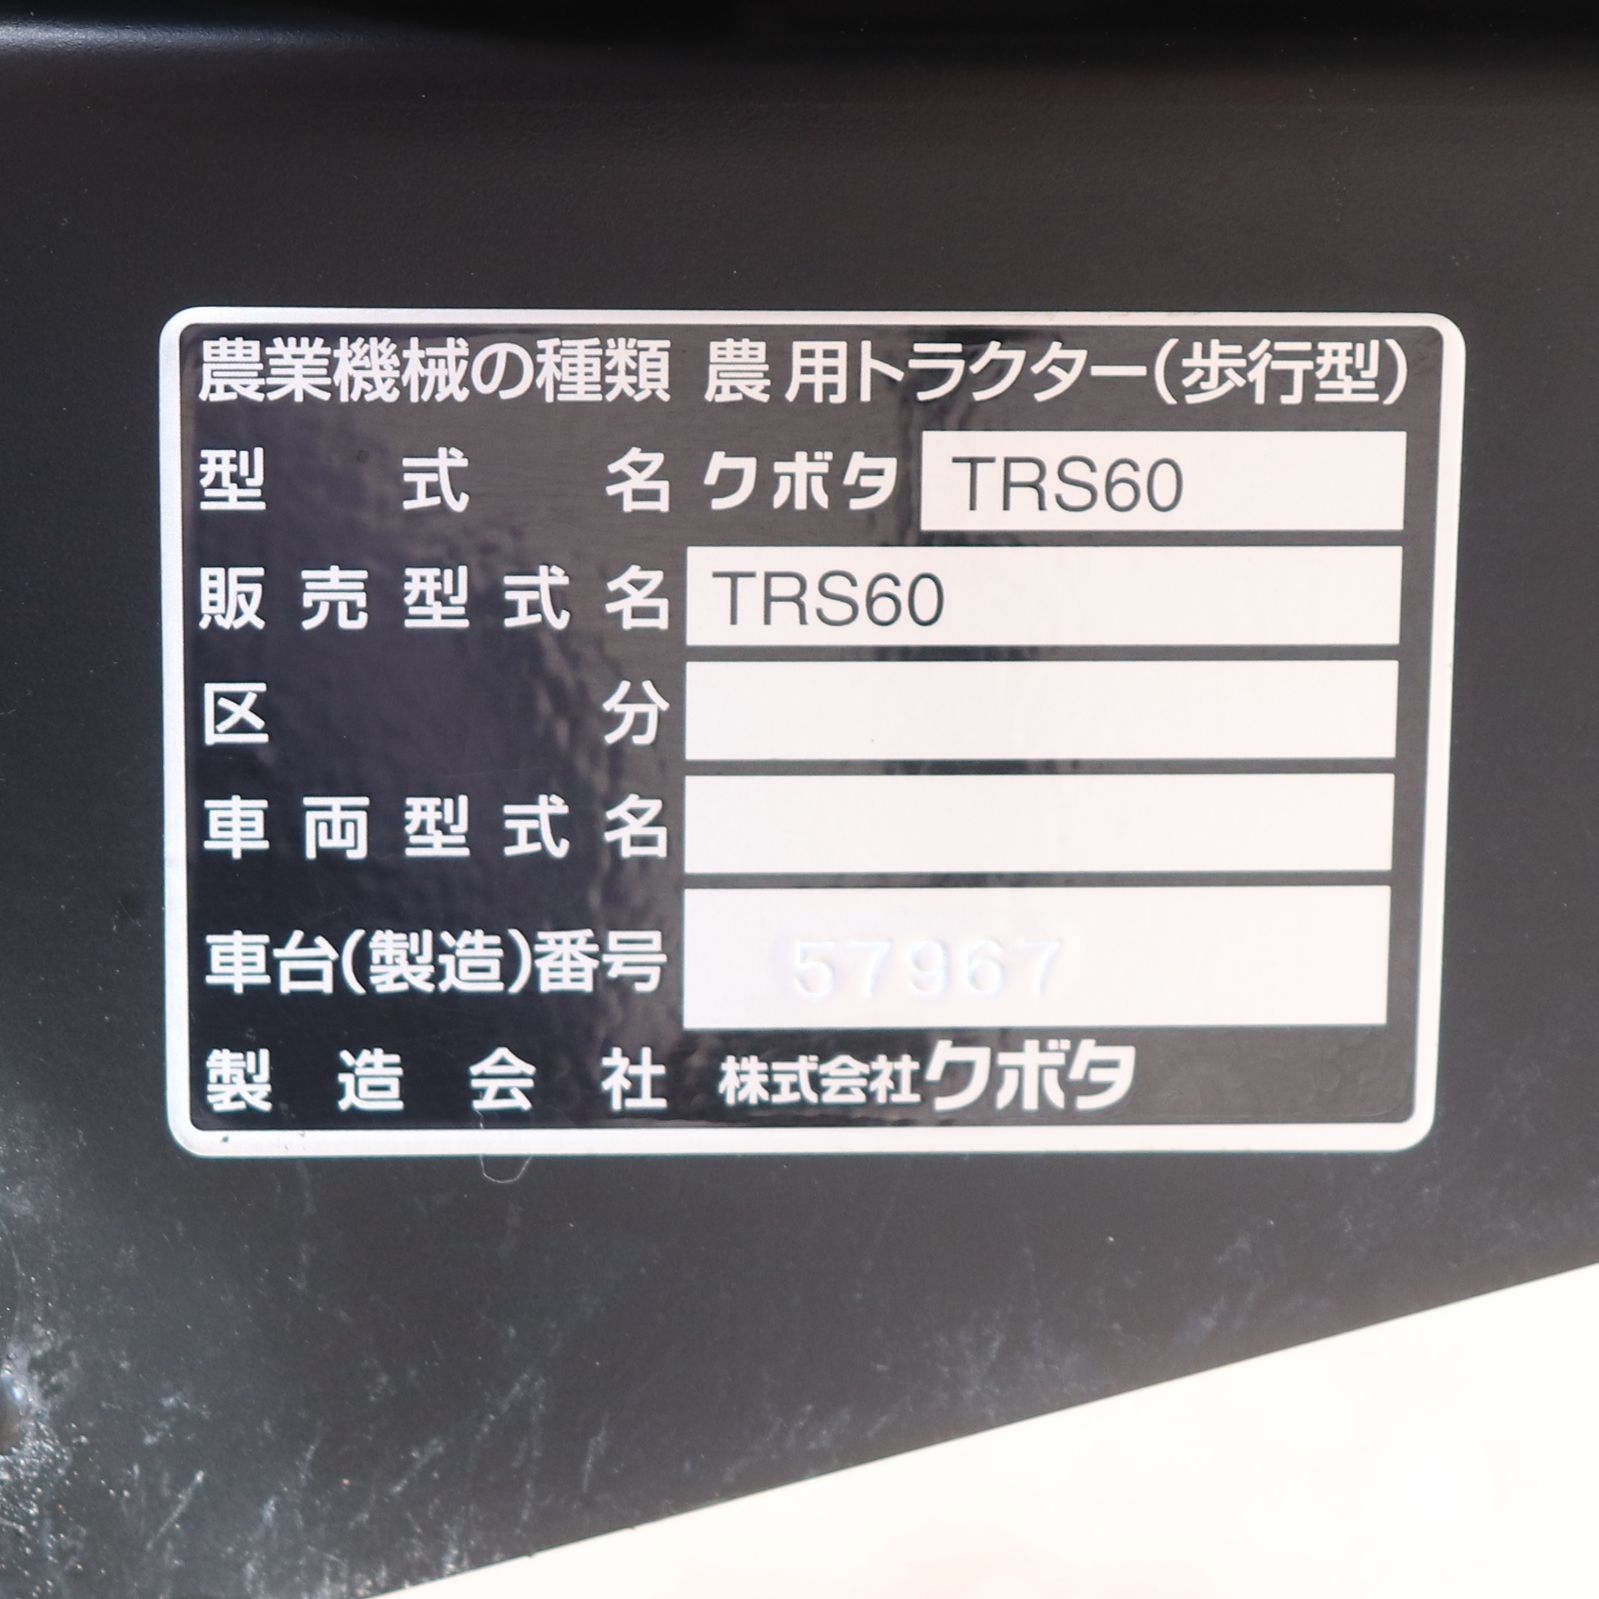 農業機械の種類 農用トラクター(歩行型)
型式名 クボタ TRS60
販売型式名 TRS60
区分
車両型式名
車台(製造)番号 57967
製造会社 株式会社クボタ